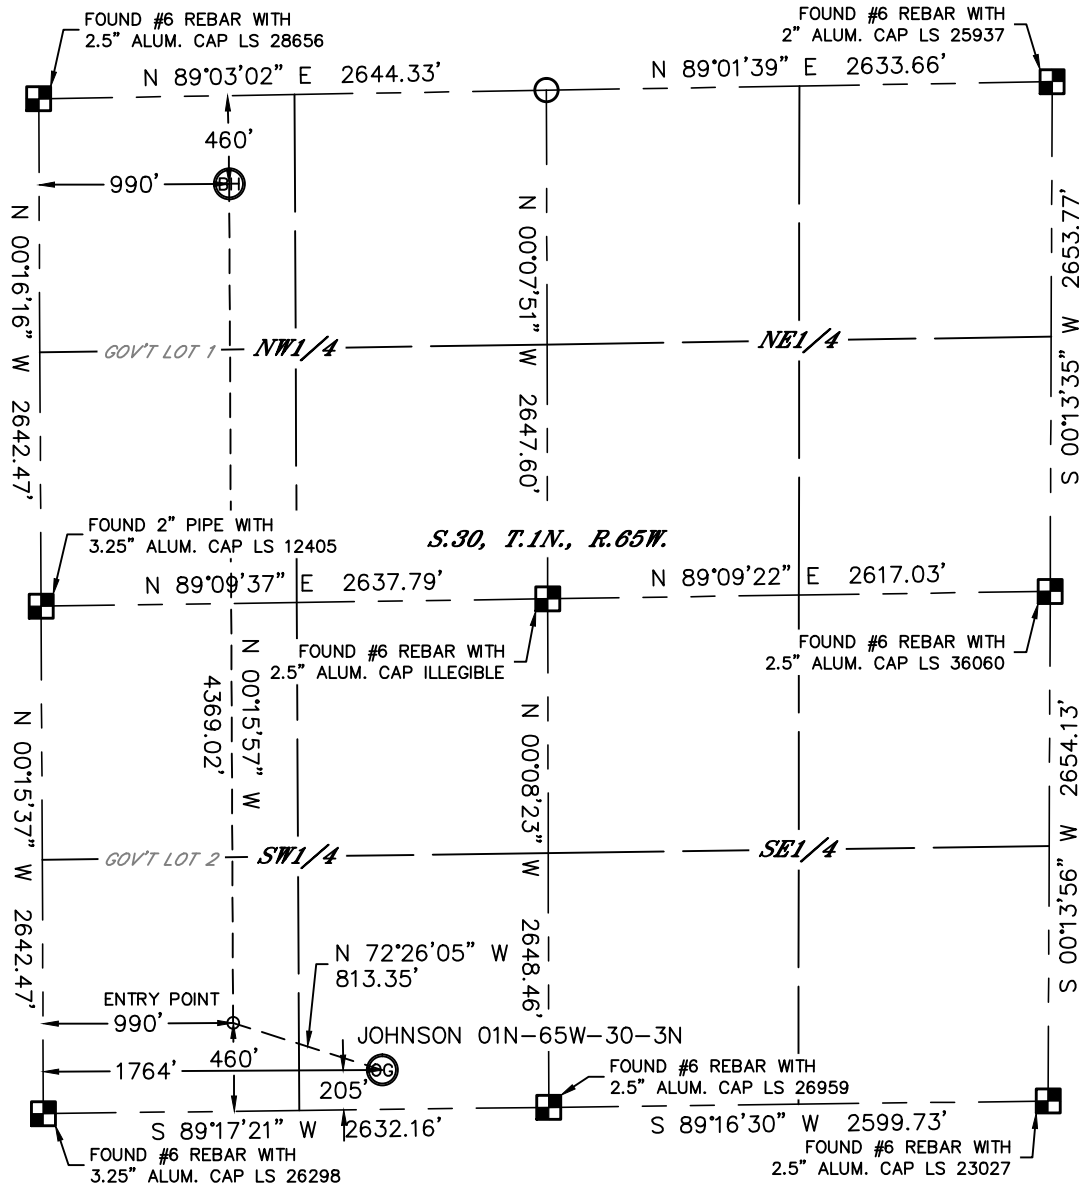 FOUND #6 REBAR WITH
2.5" ALUM. CAP LS 28656
FOUND #6 REBAR WITH
2" ALUM. CAP LS 25937
N 89°03'02" E 2644.33'
N 89°01'39" E 2633.66'
460'
990'
BH
N 00°16'16" W 2642.47'
N 00°07'51" W 2647.60'
S 00°13'35" W 2653.77'
GOV'T LOT 1
NW1/4
NE1/4
FOUND 2" PIPE WITH
3.25" ALUM. CAP LS 12405
S.30, T.1N., R.65W.
N 89°09'37" E 2637.79'
N 89°09'22" E 2617.03'
FOUND #6 REBAR WITH
2.5" ALUM. CAP ILLEGIBLE
FOUND #6 REBAR WITH
2.5" ALUM. CAP LS 36060
N 00°15'37" W 2642.47'
4369.02'
N 00°15'57" W
N 00°08'23" W 2648.46'
S 00°13'56" W 2654.13'
GOV'T LOT 2
SW1/4
SE1/4
N 72°26'05" W
813.35'
ENTRY POINT
990'
JOHNSON 01N-65W-30-3N
460'
1764'
OG
205'
FOUND #6 REBAR WITH
2.5" ALUM. CAP LS 26959
S 89°17'21" W 2632.16'
S 89°16'30" W 2599.73'
FOUND #6 REBAR WITH
3.25" ALUM. CAP LS 26298
FOUND #6 REBAR WITH
2.5" ALUM. CAP LS 23027